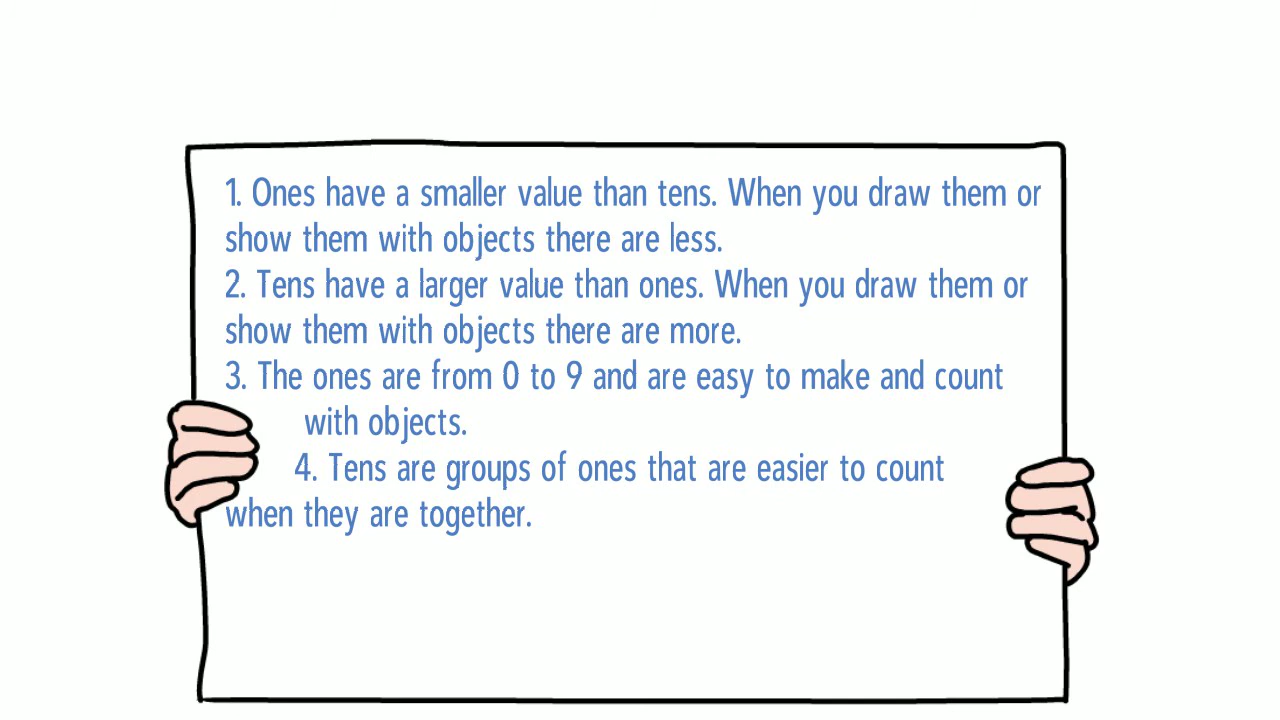 1. Ones have a smaller value than tens. When you draw them or
show them with objects there are less.
2. Tens have a larger value than ones. When you draw them or
show them with objects there are more.
3. The ones are from 0 to 9 and are easy to make and count
with objects.
4. Tens are groups of ones that are easier to count
when they are together.